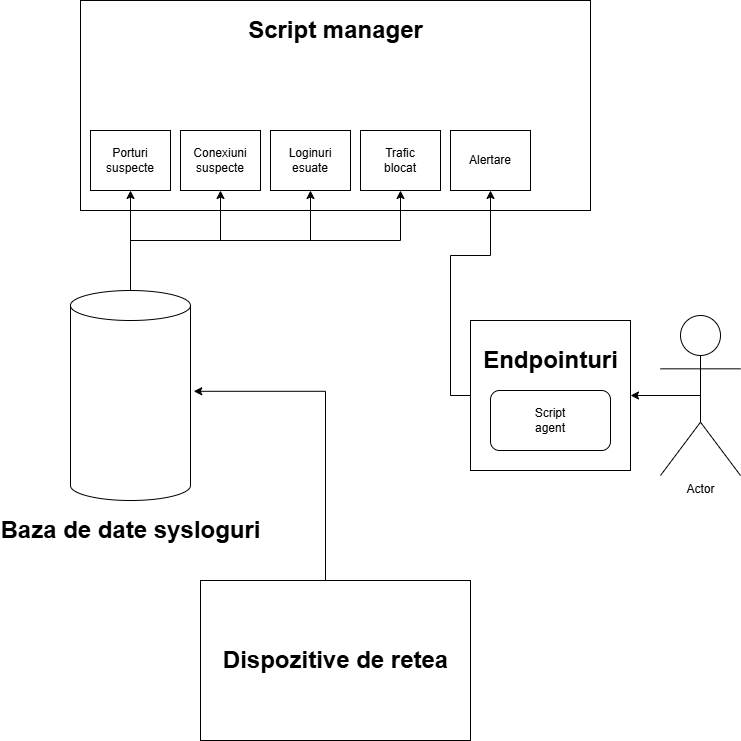 Script manager
Porturi
suspecte
Conexiuni
suspecte
Loginuri
esuate
Trafic
blocat
Alertare
Endpointuri
Script
agent
Actor
Baza de date sysloguri
Dispozitive de retea